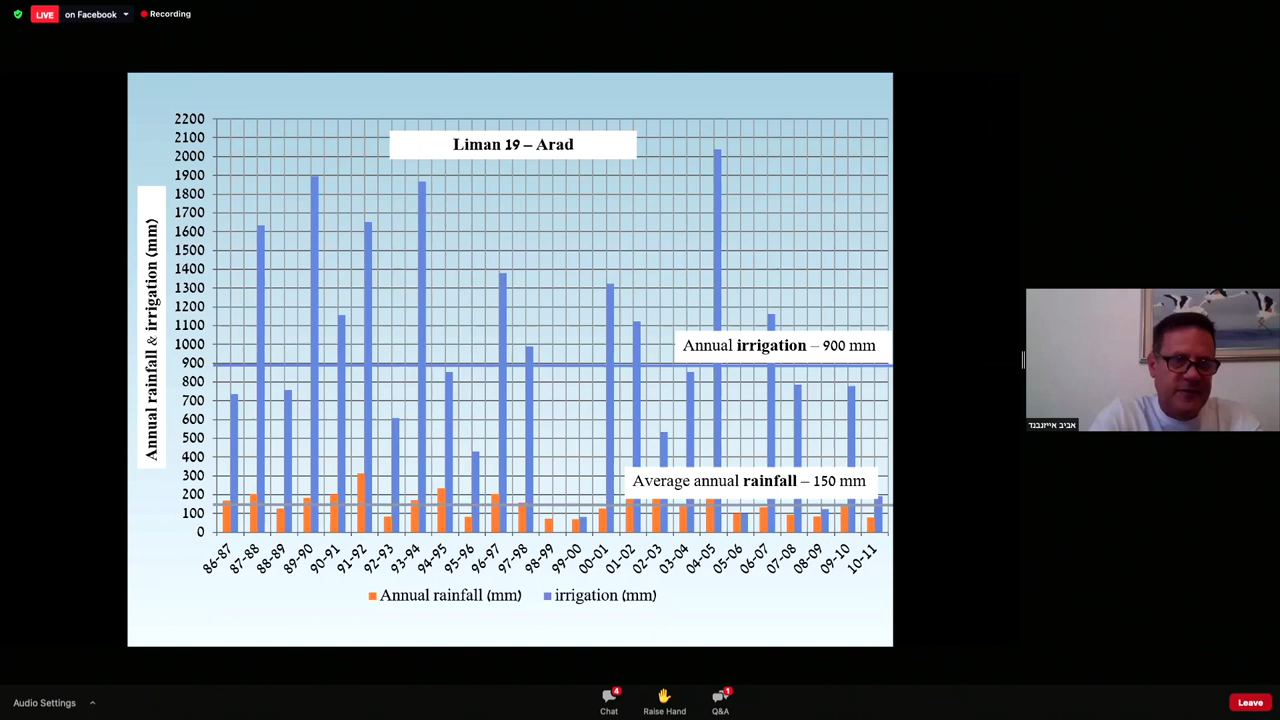 LIVE on Facebook Recording
Liman 19 – Arad
Annual rainfall & irrigation (mm)
2200
2100
2000
1900
1800
1700
1600
1500
1400
1300
1200
1100
1000
900
800
700
600
500
400
300
200
100
0
Annual irrigation – 900 mm
Average annual rainfall – 150 mm
86-87 87-88 88-89 89-90 90-91 91-92 92-93 93-94 94-95 95-96 96-97 97-98 98-99 99-00 00-01 01-02 02-03 03-04 04-05 05-06 06-07 07-08 08-09 09-10 10-11
Annual rainfall (mm) irrigation (mm)
אביב אייזנבנד
Audio Settings
4
Chat
Raise Hand
1
Q&A
Leave